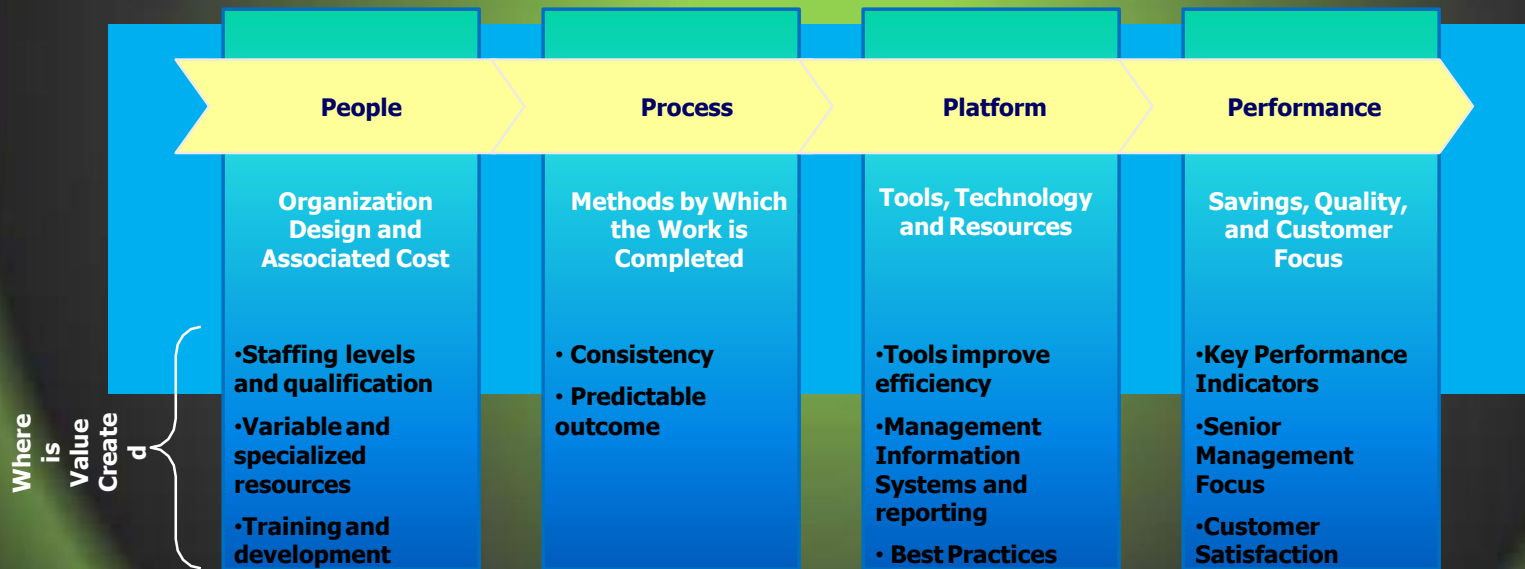 People
Process
Platform
Performance
Organization
Design and
Associated Cost
Methods by Which
the Work is
Completed
Tools, Technology
and Resources
Savings, Quality,
and Customer
Focus
Where
is
Value
Create
d
•Staffing levels
and qualification
•Variable and
specialized
resources
•Training and
development
• Consistency
• Predictable
outcome
•Tools improve
efficiency
•Management
Information
Systems and
reporting
• Best Practices
•Key Performance
Indicators
•Senior
Management
Focus
•Customer
Satisfaction